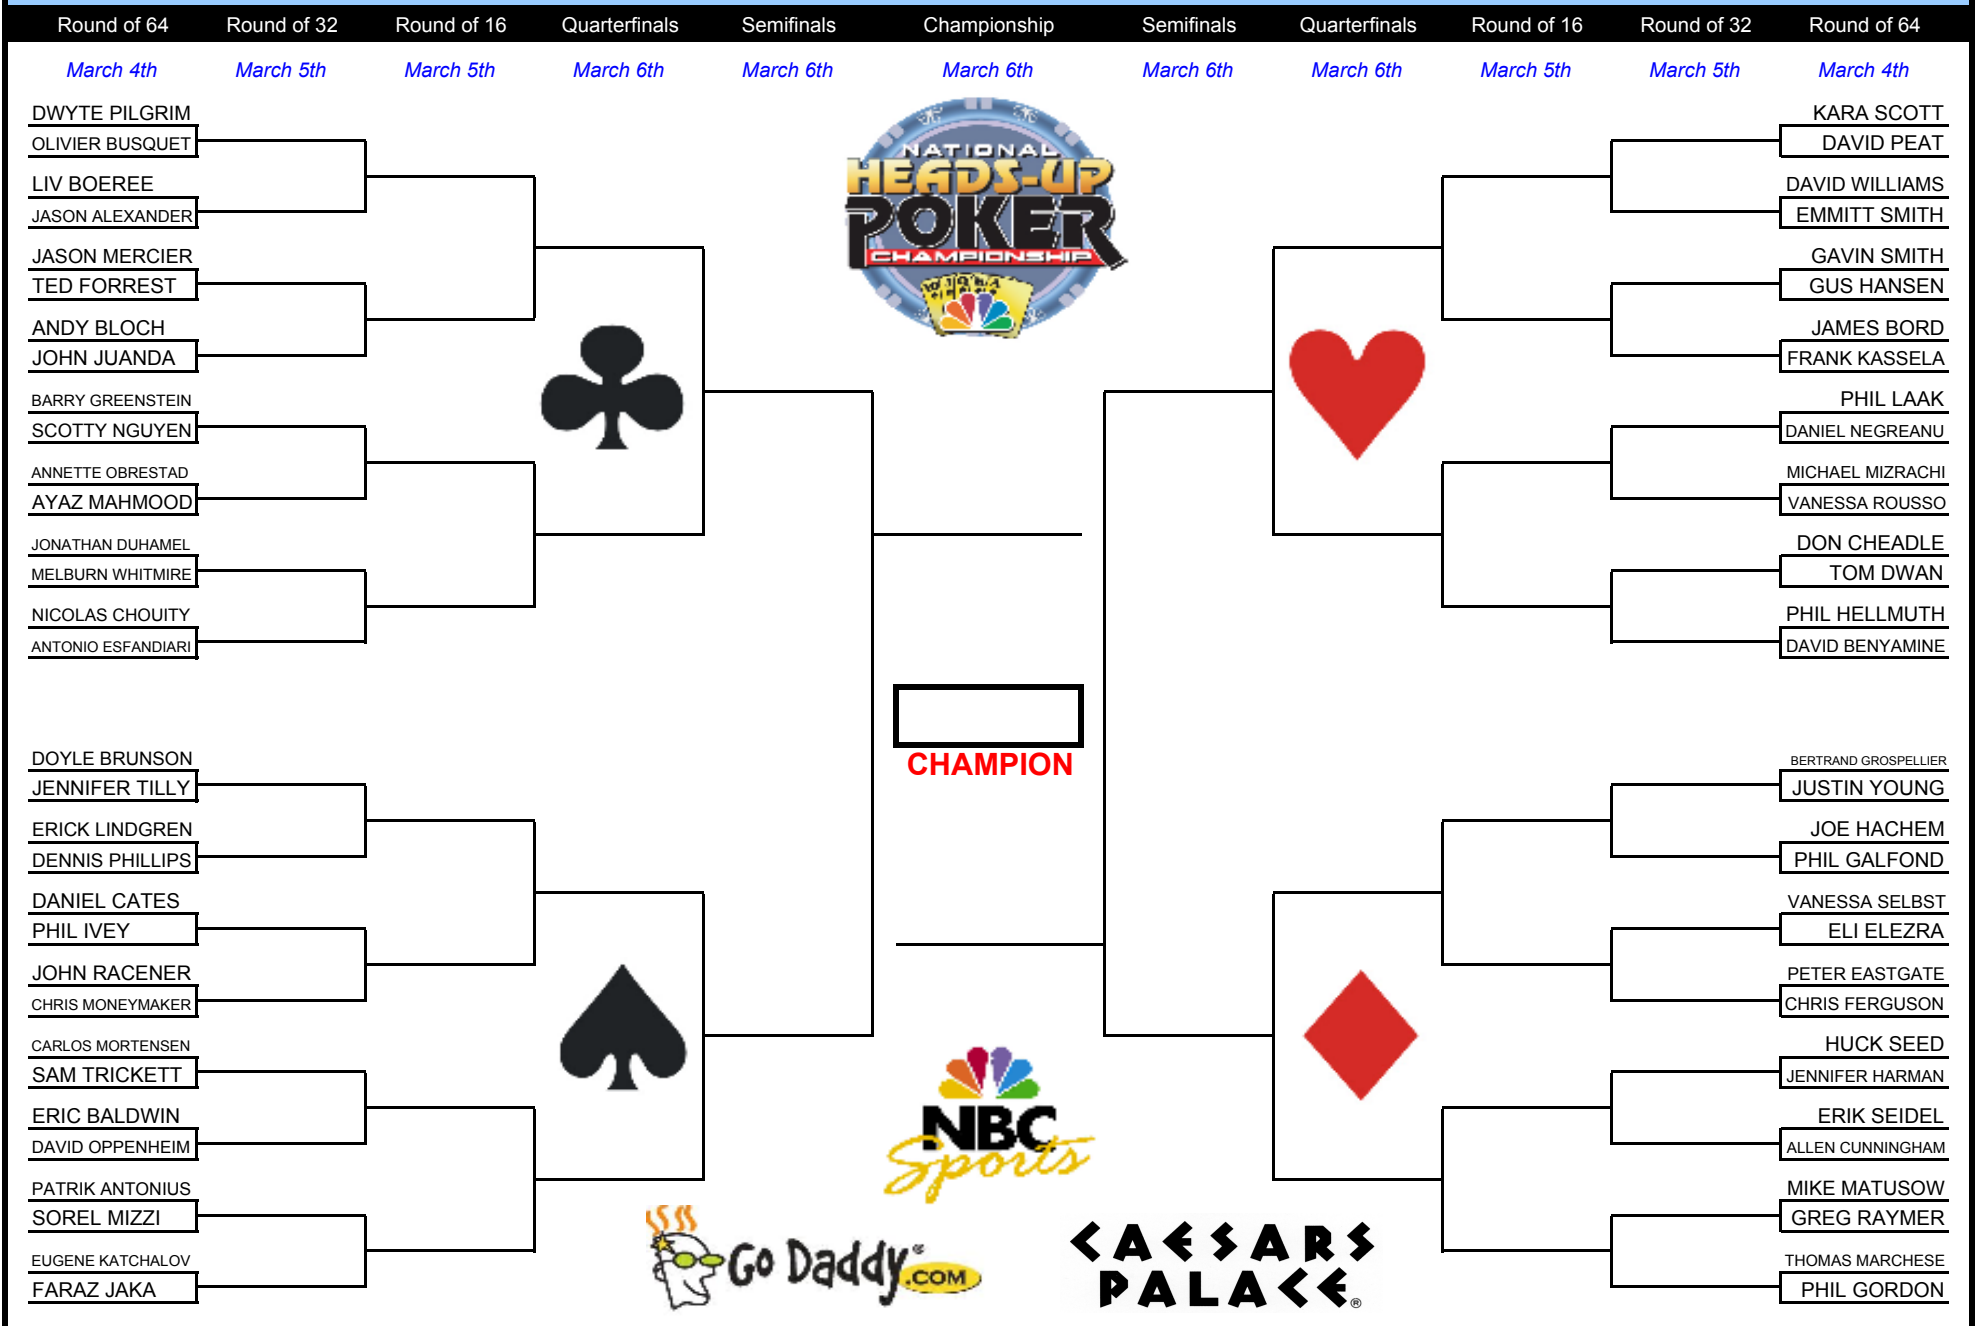 Round of 64 Round of 32 Round of 16 Quarterfinals Semifinals Championship Semifinals Quarterfinals Round of 16 Round of 32 Round of 64
March 4th March 5th March 5th March 6th March 6th March 6th March 6th March 6th March 5th March 5th March 4th
DWYTE PILGRIM
OLIVIER BUSQUET
LIV BOEREE
JASON ALEXANDER
JASON MERCIER
TED FORREST
ANDY BLOCH
JOHN JUANDA
BARRY GREENSTEIN
SCOTTY NGUYEN
ANNETTE OBRESTAD
AYAZ MAHMOOD
JONATHAN DUHAMEL
MELBURN WHITMIRE
NICOLAS CHOUITY
ANTONIO ESFANDIARI
DOYLE BRUNSON
JENNIFER TILLY
ERICK LINDGREN
DENNIS PHILLIPS
DANIEL CATES
PHIL IVEY
JOHN RACENER
CHRIS MONEYMAKER
CARLOS MORTENSEN
SAM TRICKETT
ERIC BALDWIN
DAVID OPPENHEIM
PATRIK ANTONIUS
SOREL MIZZI
EUGENE KATCHALOV
FARAZ JAKA
NATIONAL
HEADS-UP
POKER
CHAMPIONSHIP
CHAMPION
NBC
Sports
Go Daddy®
.COM
CAESARS
PALACE®
KARA SCOTT
DAVID PEAT
DAVID WILLIAMS
EMMITT SMITH
GAVIN SMITH
GUS HANSEN
JAMES BORD
FRANK KASSELA
PHIL LAAK
DANIEL NEGREANU
MICHAEL MIZRACHI
VANESSA ROUSSO
DON CHEADLE
TOM DWAN
PHIL HELLMUTH
DAVID BENYAMINE
BERTRAND GROSPELLIER
JUSTIN YOUNG
JOE HACHEM
PHIL GALFOND
VANESSA SELBST
ELI ELEZRA
PETER EASTGATE
CHRIS FERGUSON
HUCK SEED
JENNIFER HARMAN
ERIK SEIDEL
ALLEN CUNNINGHAM
MIKE MATUSOW
GREG RAYMER
THOMAS MARCHESE
PHIL GORDON